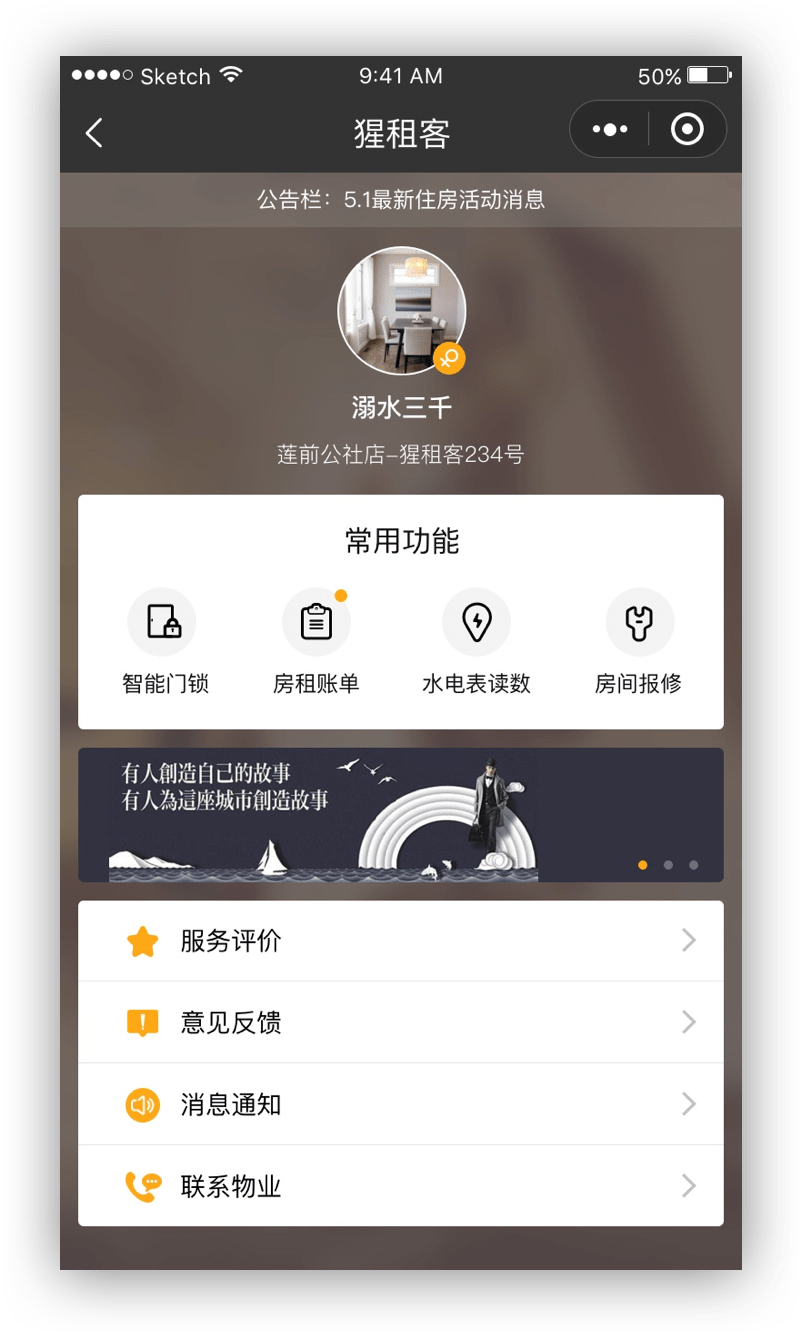 Sketch 9:41 AM 50%
猩租客
公告栏：5.1最新住房活动消息
溺水三千
莲前公社店-猩租客234号
常用功能
智能门锁 房租账单 水电表读数 房间报修
有人創造自己的故事
有人為這座城市創造故事
服务评价
意见反馈
消息通知
联系物业